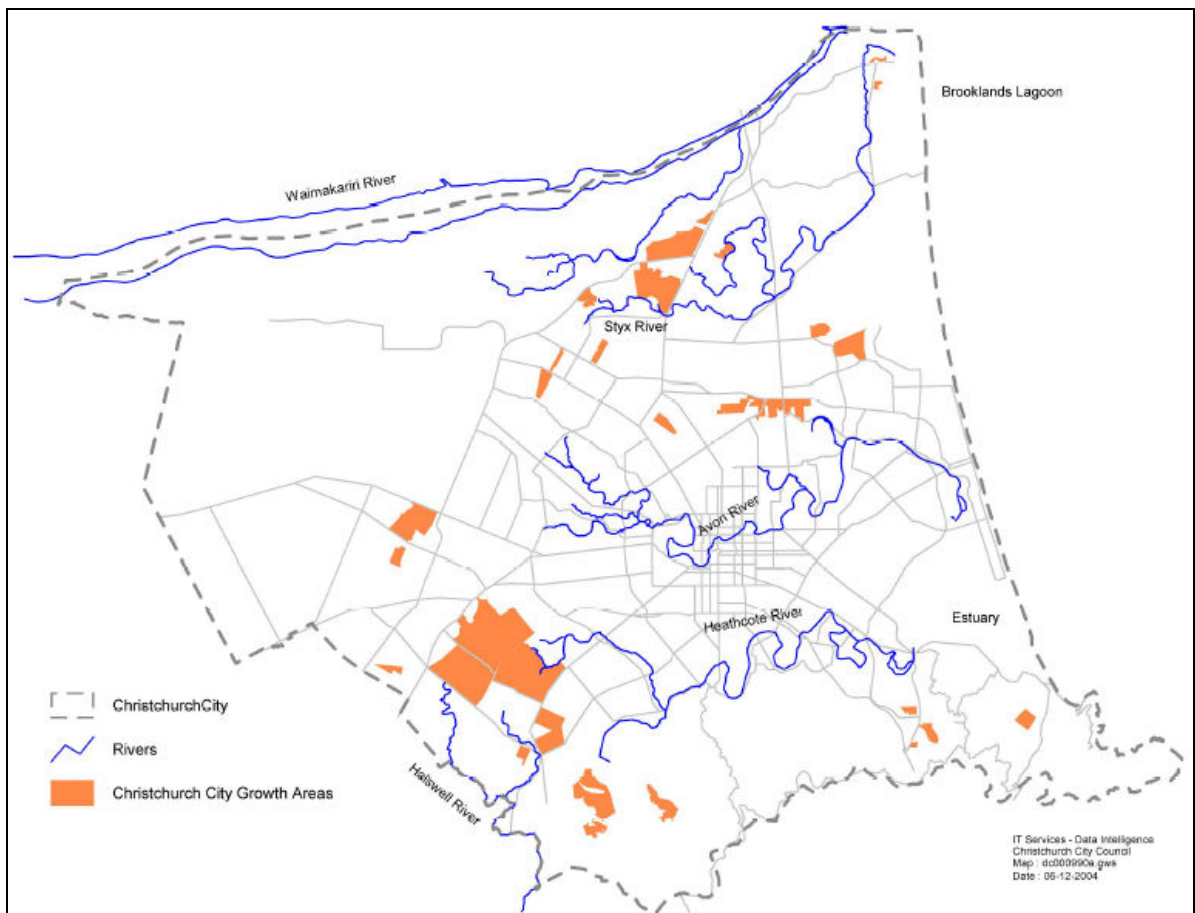 Brooklands Lagoon
Waimakariri River
Styx River
Avon River
Heathcote River
Estuary
ChristchurchCity
Rivers
Christchurch City Growth Areas
Halswell River
IT Services - Data Intelligence
Christchurch City Council
Map : dc000990a.gws
Date : 06-12-2004